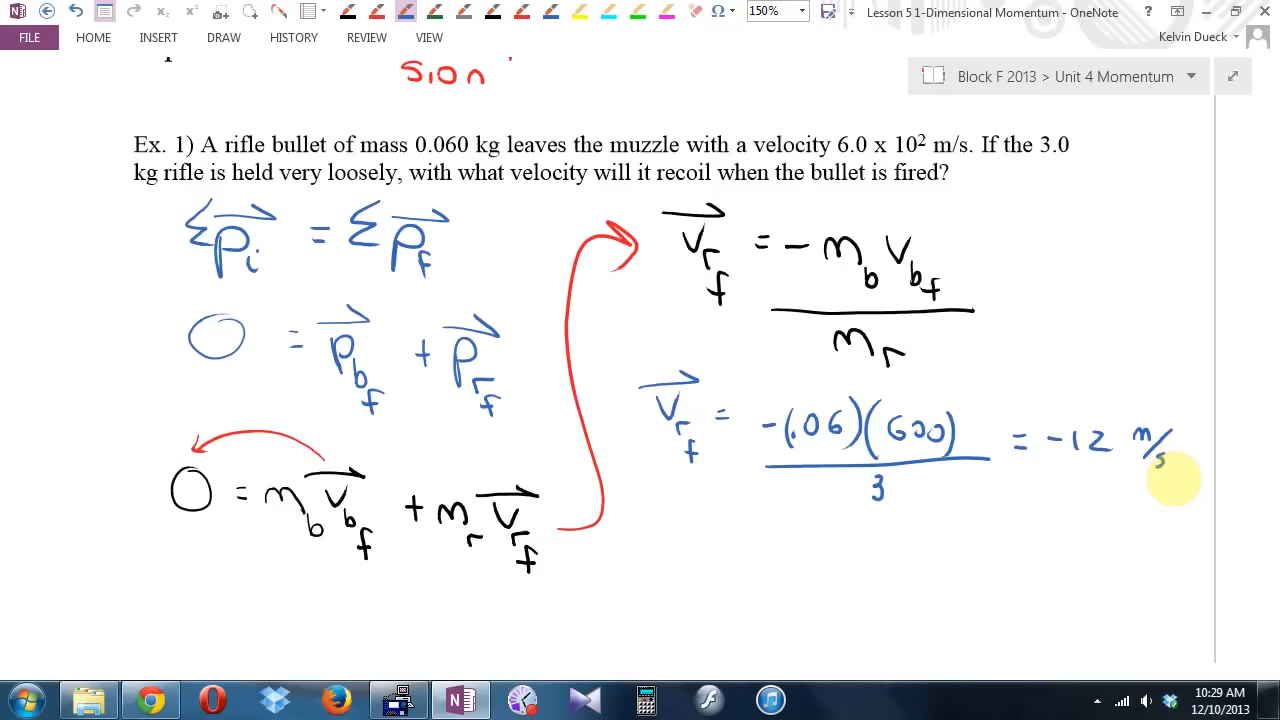 Lesson 5 1-Dimensional Momentum - OneNote
150%
FILE HOME INSERT DRAW HISTORY REVIEW VIEW
Kelvin Dueck
Block F 2013 > Unit 4 Momentum
sion
Ex. 1) A rifle bullet of mass 0.060 kg leaves the muzzle with a velocity 6.0 x 10² m/s. If the 3.0
kg rifle is held very loosely, with what velocity will it recoil when the bullet is fired?
Σp⃗i = Σp⃗f
0 = p⃗bf + p⃗rf
0 = mb v⃗bf + mr v⃗rf
v⃗rf = -mb vbf / mr
v⃗rf = -(.06)(600) / 3 = -12 m/s
10:29 AM
12/10/2013